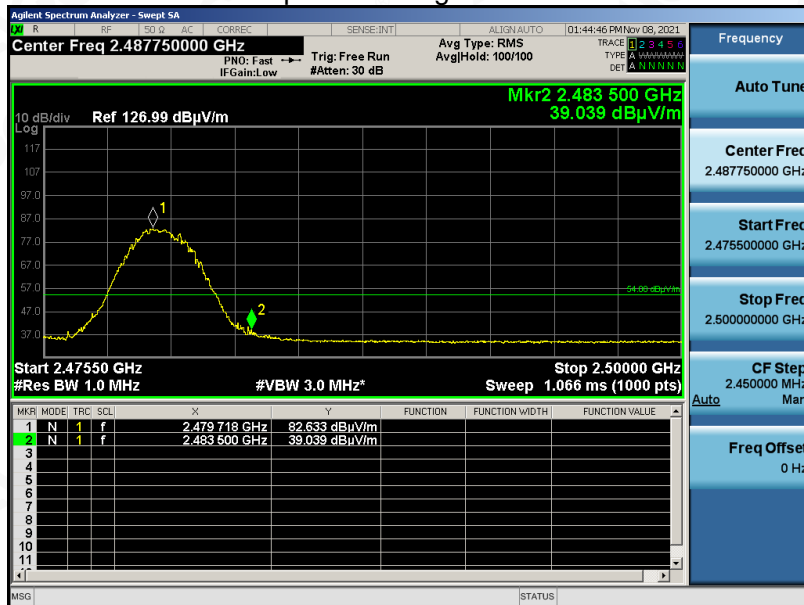 Agilent Spectrum Analyzer - Swept SA
LXI R RF 50 Ω AC CORREC SENSE:INT ALIGNAUTO 01:44:46 PM Nov 08, 2021
Center Freq 2.487750000 GHz
PNO: Fast
IFGain:Low
Trig: Free Run
#Atten: 30 dB
Avg Type: RMS
Avg|Hold: 100/100
TRACE 1 2 3 4 5 6
TYPE A WWWWW
DET A N N N N N
Mkr2 2.483 500 GHz
39.039 dBµV/m
10 dB/div Ref 126.99 dBµV/m
Log
117
107
97.0
87.0
77.0
67.0
57.0
47.0
37.0
1
2
54.00 dBµV/m
Start 2.47550 GHz Stop 2.50000 GHz
#Res BW 1.0 MHz #VBW 3.0 MHz* Sweep 1.066 ms (1000 pts)
MKR MODE TRC SCL X Y FUNCTION FUNCTION WIDTH FUNCTION VALUE
1 N 1 f 2.479 718 GHz 82.633 dBµV/m
2 N 1 f 2.483 500 GHz 39.039 dBµV/m
3
4
5
6
7
8
9
10
11
MSG STATUS
Frequency
Auto Tune
Center Freq
2.487750000 GHz
Start Freq
2.475500000 GHz
Stop Freq
2.500000000 GHz
CF Step
2.450000 MHz
Auto Man
Freq Offset
0 Hz